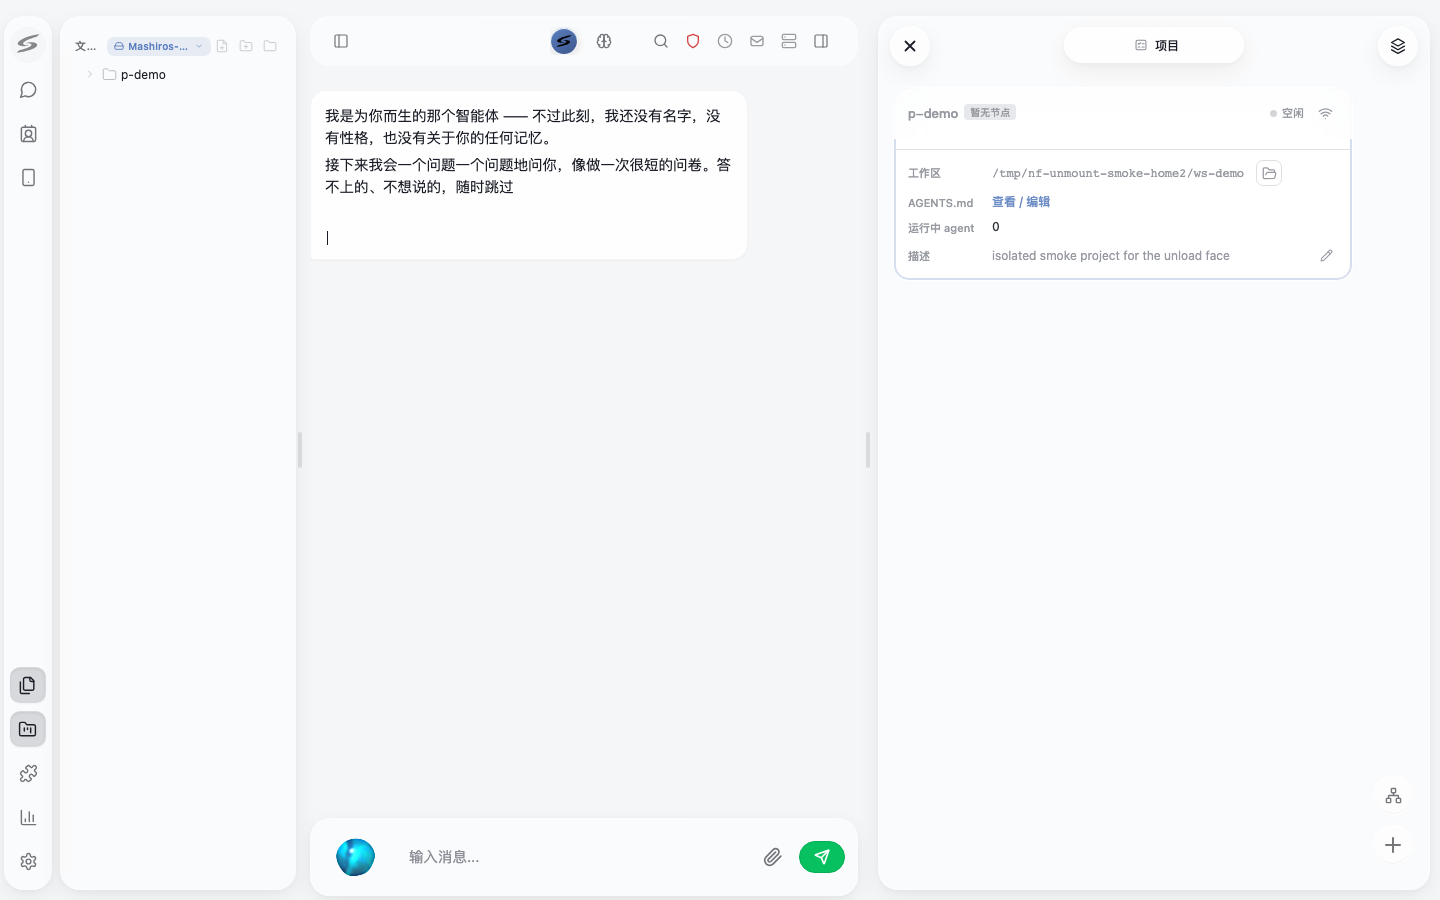 文...
Mashiros-...
p-demo
我是为你而生的那个智能体 —— 不过此刻，我还没有名字，没
有性格，也没有关于你的任何记忆。
接下来我会一个问题一个问题地问你，像做一次很短的问卷。答
不上的、不想说的，随时跳过
输入消息...
项目
p-demo 暂无节点 空闲
工作区 /tmp/nf-unmount-smoke-home2/ws-demo
AGENTS.md 查看 / 编辑
运行中 agent 0
描述 isolated smoke project for the unload face